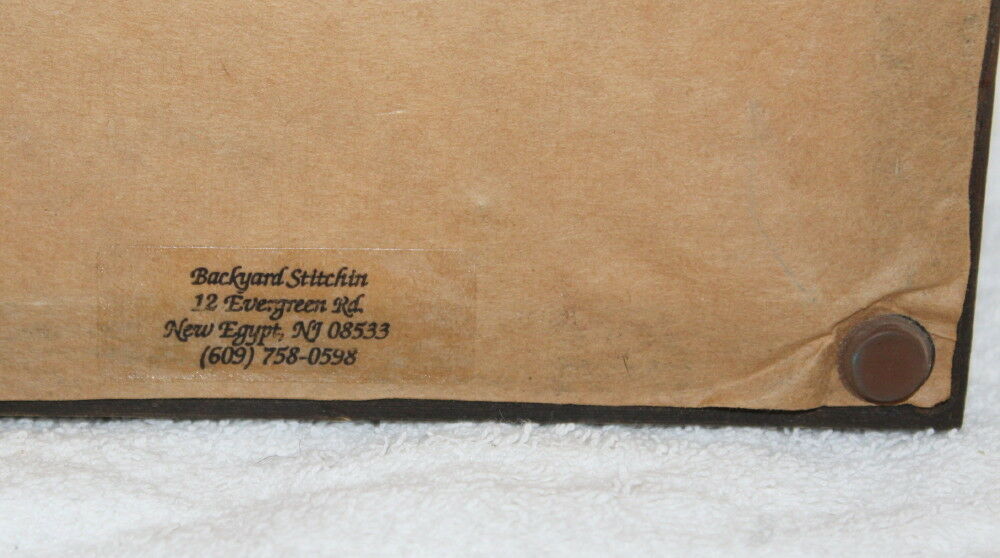 Backyard Stitchin
12 Evergreen Rd.
New Egypt, NJ 08533
(609) 758-0598